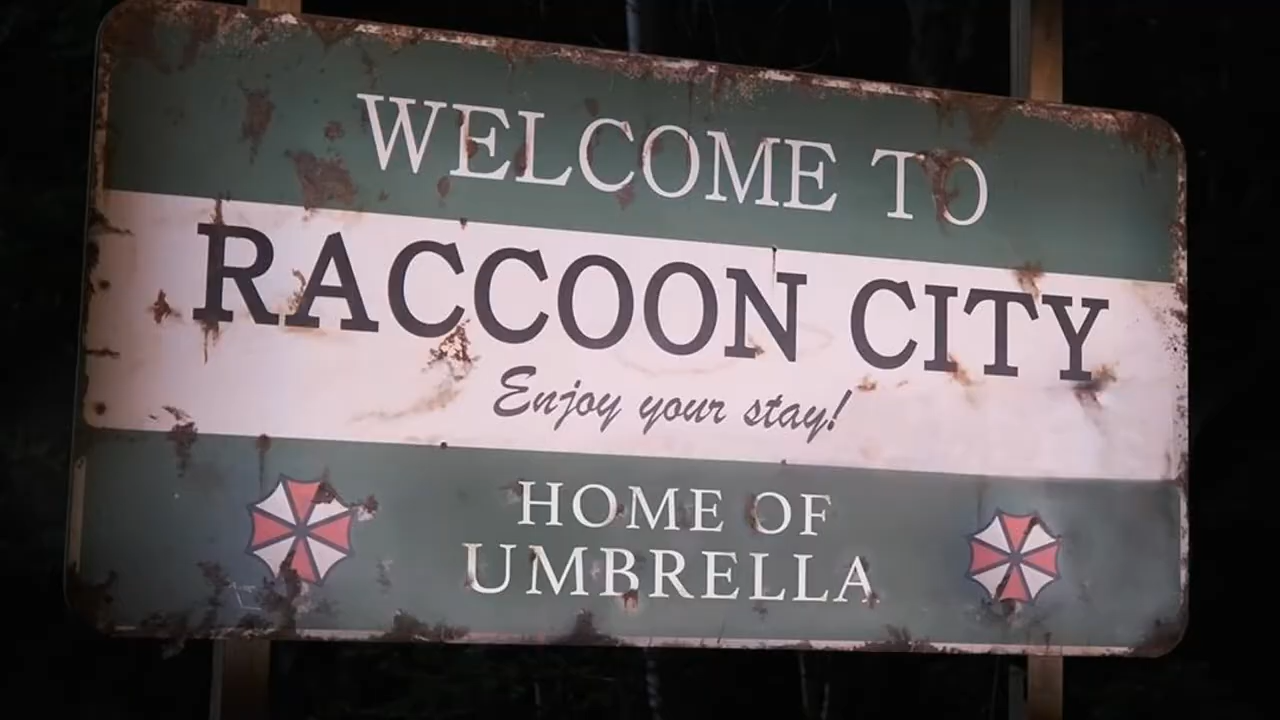 WELCOME TO
RACCOON CITY
Enjoy your stay!
HOME OF
UMBRELLA